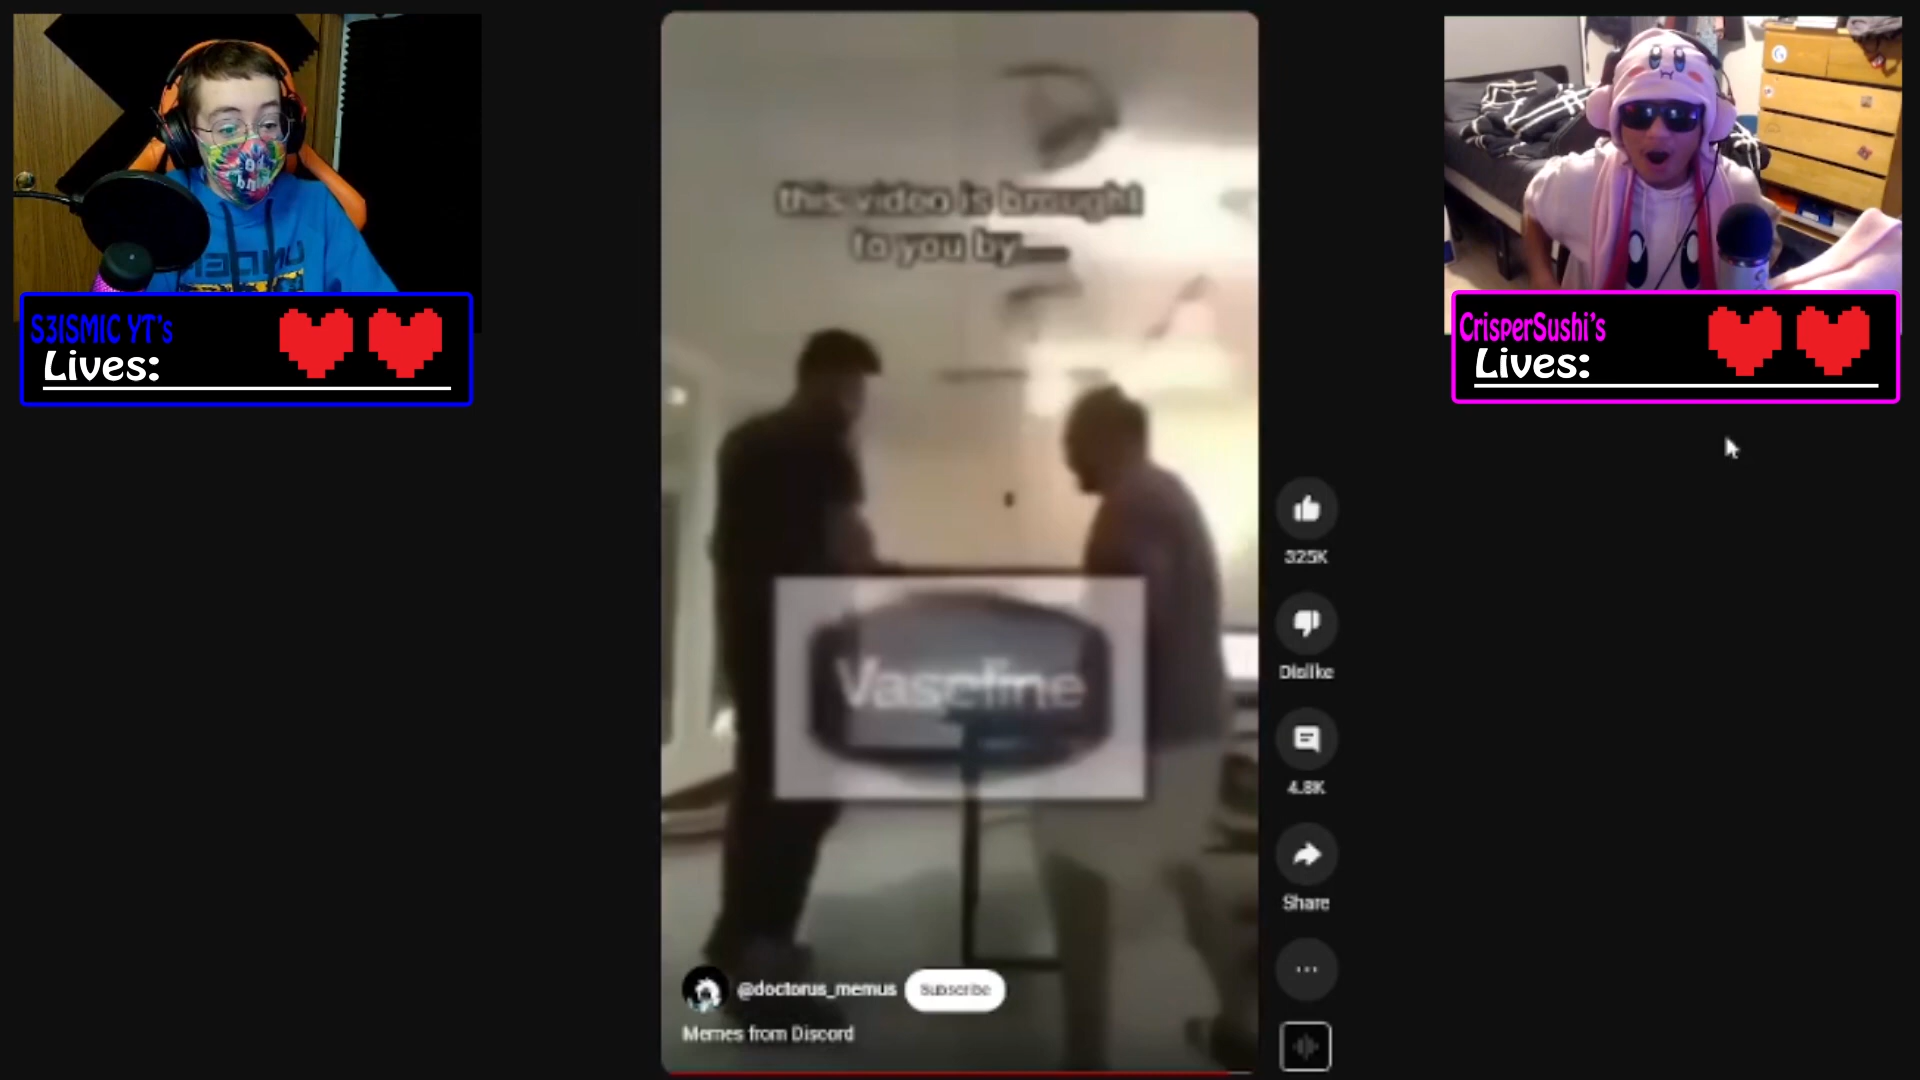 S3ISMIC YT's
Lives:
CrisperSushi's
Lives:
this video is brought
to you by
Vaseline
325K
Dislike
4.8K
Share
@doctorus_memus
Subscribe
Memes from Discord